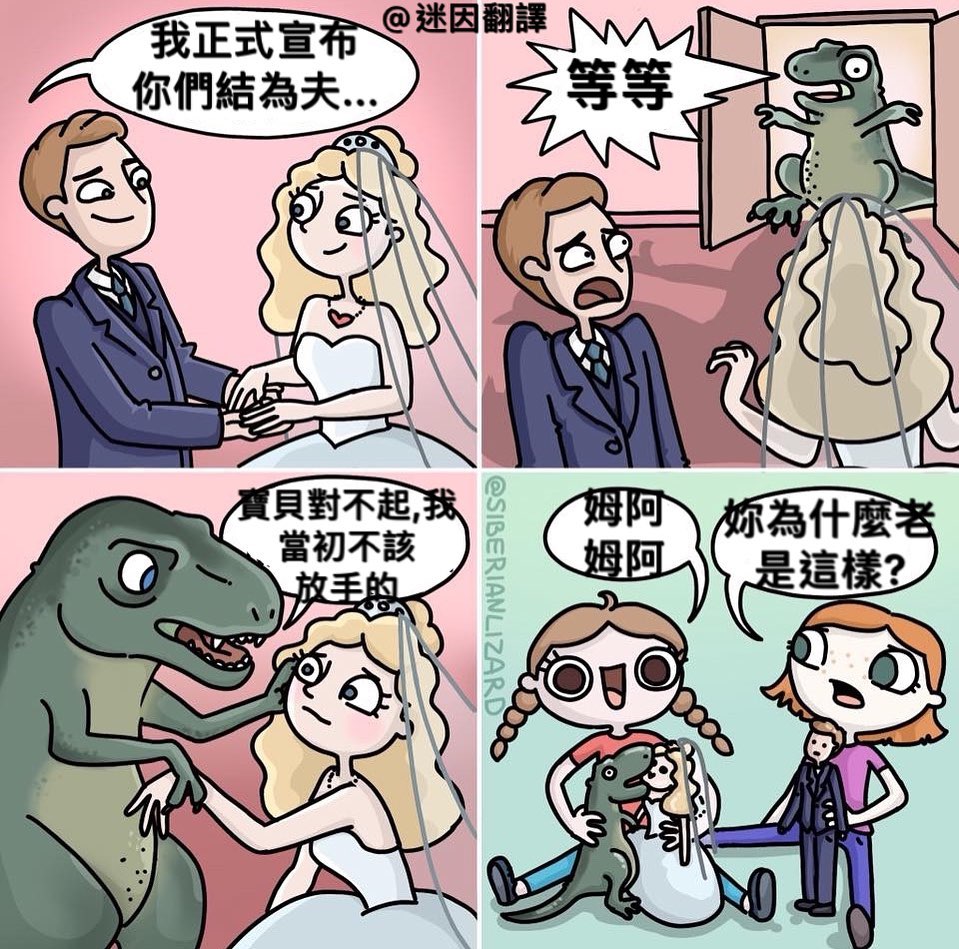 @迷因翻譯
我正式宣布
你們結為夫...
等等
寶貝對不起,我
當初不該
放手的
@SIBERIANLIZARD
姆阿
姆阿
妳為什麼老
是這樣?